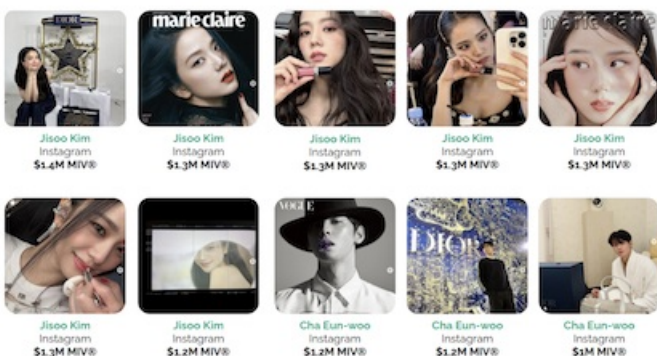 DIOR
marie claire
marie claire
Jisoo Kim
Instagram
$1.4M MIV®
Jisoo Kim
Instagram
$1.3M MIV®
Jisoo Kim
Instagram
$1.3M MIV®
Jisoo Kim
Instagram
$1.3M MIV®
Jisoo Kim
Instagram
$1.3M MIV®
VOGUE
DIOR
Jisoo Kim
Instagram
$1.3M MIV®
Jisoo Kim
Instagram
$1.2M MIV®
Cha Eun-woo
Instagram
$1.2M MIV®
Cha Eun-woo
Instagram
$1.2M MIV®
Cha Eun-woo
Instagram
$1M MIV®